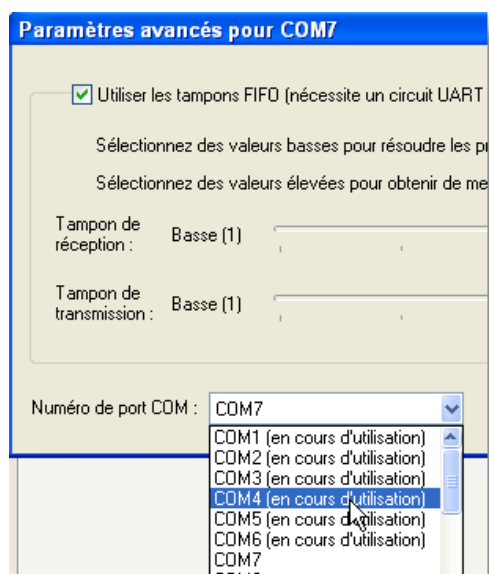 Paramètres avancés pour COM7
Utiliser les tampons FIFO (nécessite un circuit UART
Sélectionnez des valeurs basses pour résoudre les
Sélectionnez des valeurs élevées pour obtenir de
Tampon de
réception :
Basse (1)
Tampon de
transmission :
Basse (1)
Numéro de port COM :
COM7
COM1 (en cours d'utilisation)
COM2 (en cours d'utilisation)
COM3 (en cours d'utilisation)
COM4 (en cours d'utilisation)
COM5 (en cours d'utilisation)
COM6 (en cours d'utilisation)
COM7